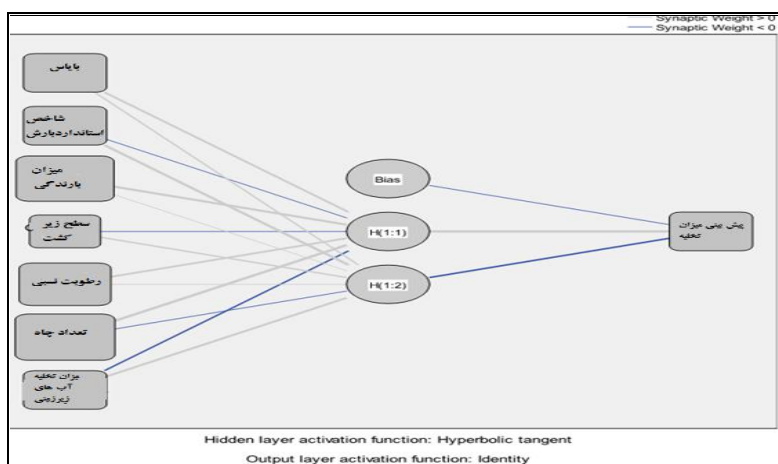 Synaptic Weight > 0
Synaptic Weight < 0
بایاس
شاخص
استانداردبارش
میزان
بارندگی
سطح زیر
کشت
رطوبت نسبی
تعداد چاه
میزان تخلیه
آب های
زیرزمینی
Bias
H(1:1)
H(1:2)
پیش بینی میزان
تخلیه
Hidden layer activation function: Hyperbolic tangent
Output layer activation function: Identity